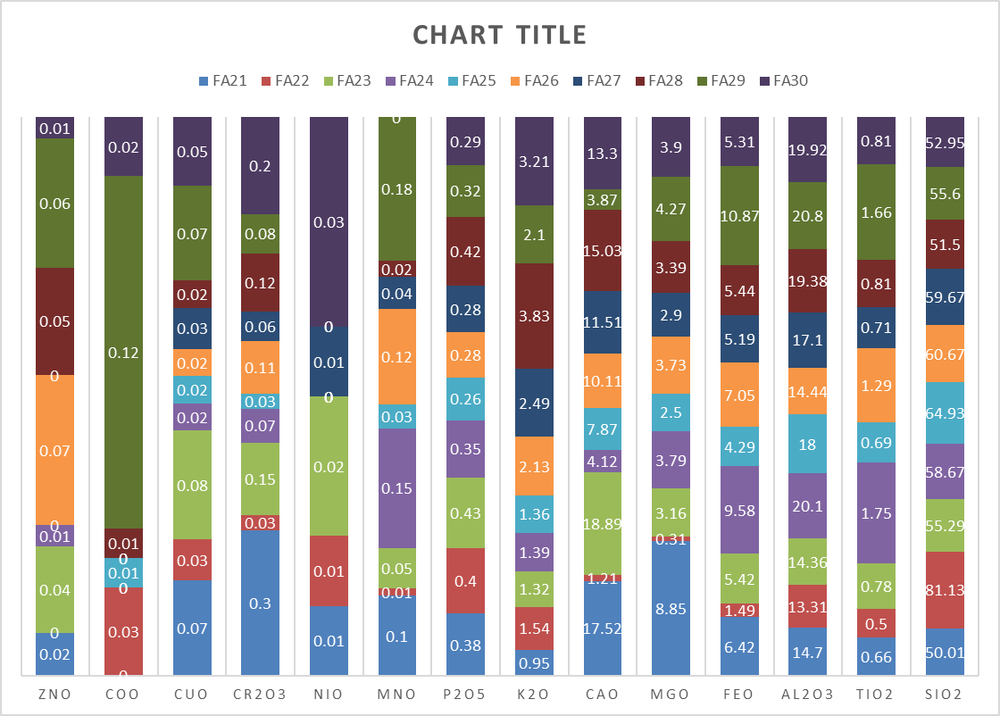 CHART TITLE
FA21 FA22 FA23 FA24 FA25 FA26 FA27 FA28 FA29 FA30
0.01 0.06 0.05 0 0.07 0 0.01 0.04 0 0.02
0.02 0.12 0.01 0 0.01 0 0.03 0
0.05 0.07 0.02 0.03 0.02 0.02 0.02 0.08 0.03 0.07
0.2 0.08 0.12 0.06 0.11 0.03 0.07 0.15 0.03 0.3
0.03 0 0.01 0 0.02 0.01 0.01
0 0.18 0.02 0.04 0.12 0.03 0.15 0.05 0.01 0.1
0.29 0.32 0.42 0.28 0.28 0.26 0.35 0.43 0.4 0.38
3.21 2.1 3.83 2.49 2.13 1.36 1.39 1.32 1.54 0.95
13.3 3.87 15.03 11.51 10.11 7.87 4.12 18.89 1.21 17.52
3.9 4.27 3.39 2.9 3.73 2.5 3.79 3.16 0.31 8.85
5.31 10.87 5.44 5.19 7.05 4.29 9.58 5.42 1.49 6.42
19.92 20.8 19.38 17.1 14.44 18 20.1 14.36 13.31 14.7
0.81 1.66 0.81 0.71 1.29 0.69 1.75 0.78 0.5 0.66
52.95 55.6 51.5 59.67 60.67 64.93 58.67 55.29 81.13 50.01
ZNO COO CUO CR2O3 NIO MNO P2O5 K2O CAO MGO FEO AL2O3 TIO2 SIO2